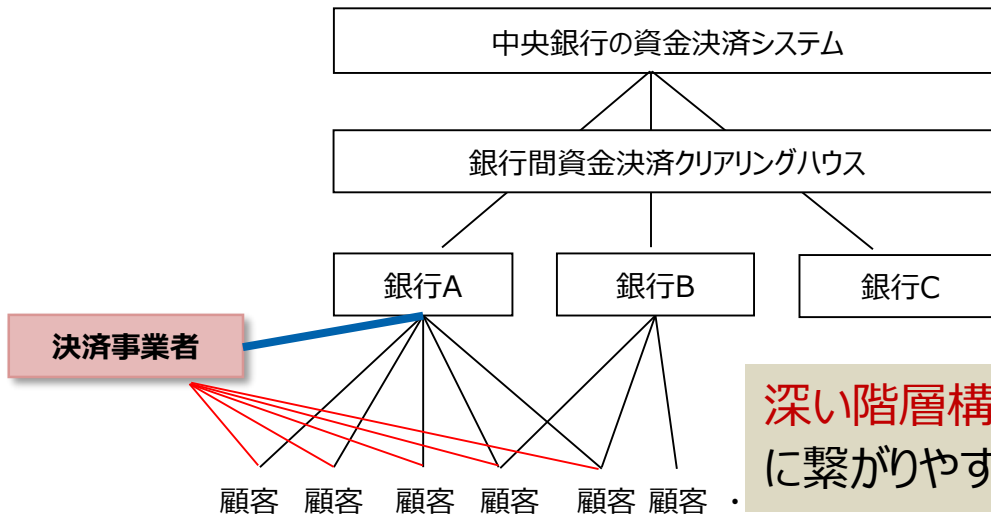 中央銀行の資金決済システム
銀行間資金決済クリアリングハウス
銀行A 銀行B 銀行C
決済事業者
深い階層構
に繋がりやす
顧客 顧客 顧客 顧客 顧客 顧客 ・